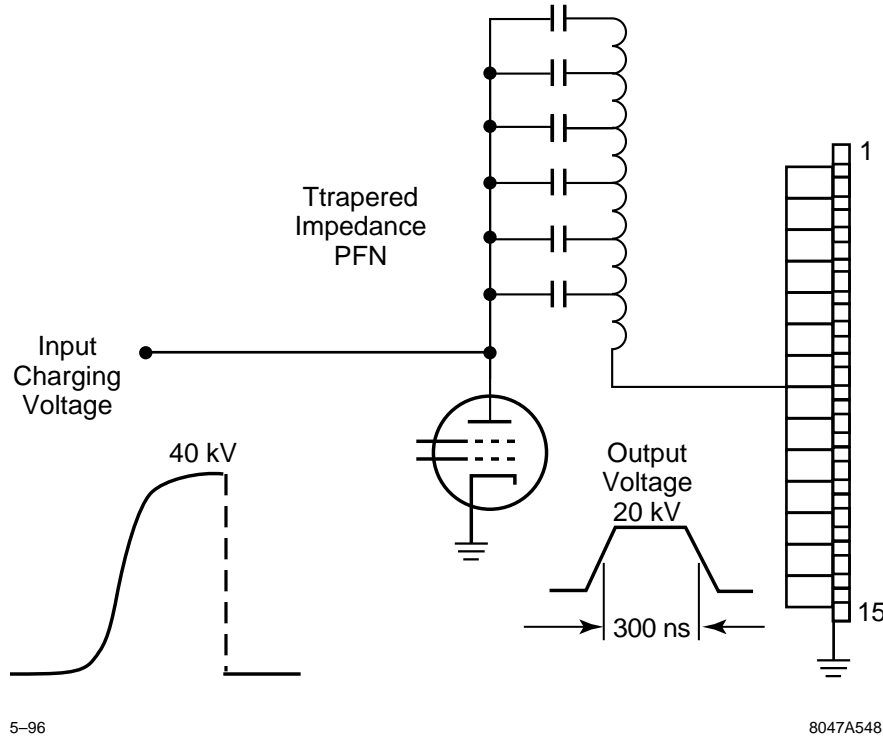 1
Ttrapered
Impedance
PFN
Input
Charging
Voltage
40 kV
Output
Voltage
20 kV
300 ns
15
5–96
8047A548